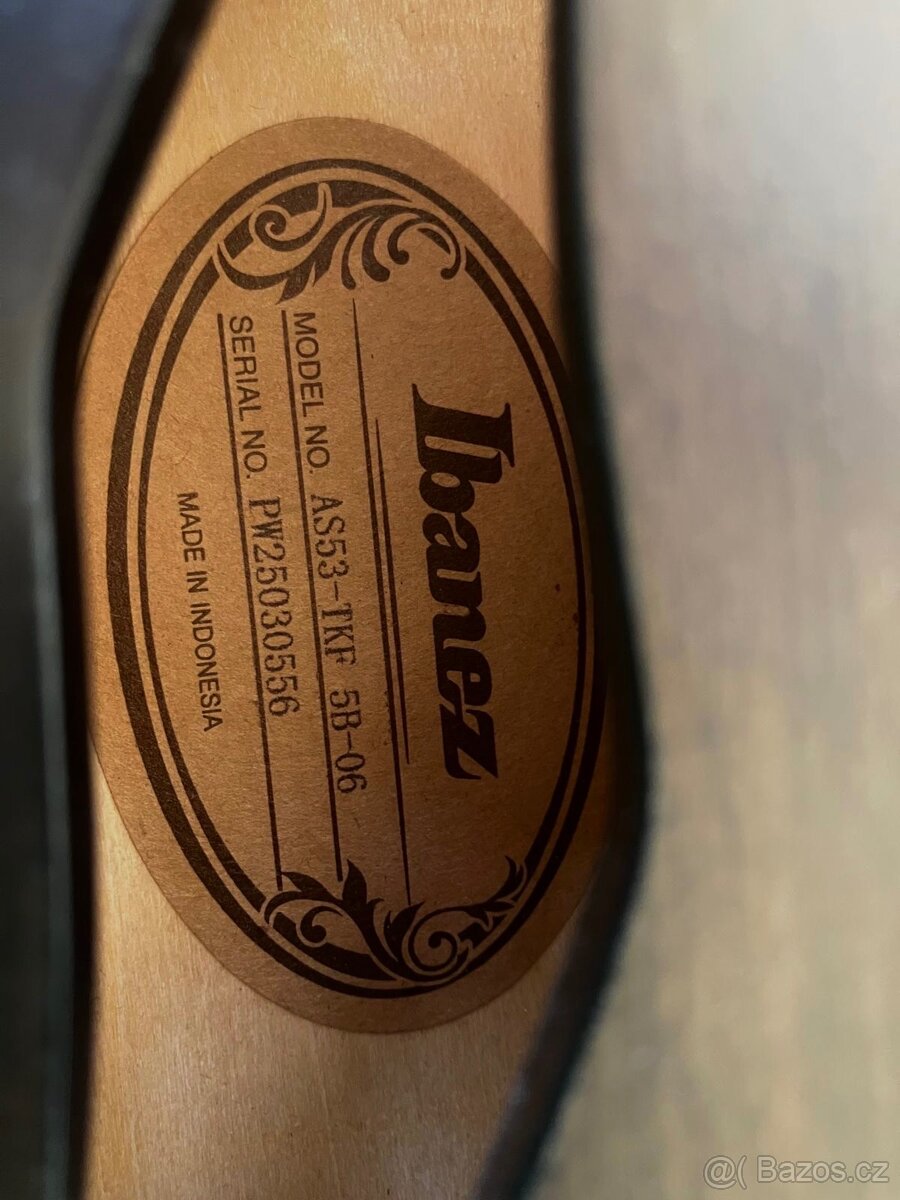 Ibanez
MODEL NO. AS53-TKF 5B-06
SERIAL NO. PW25030556
MADE IN INDONESIA
@( Bazos.cz